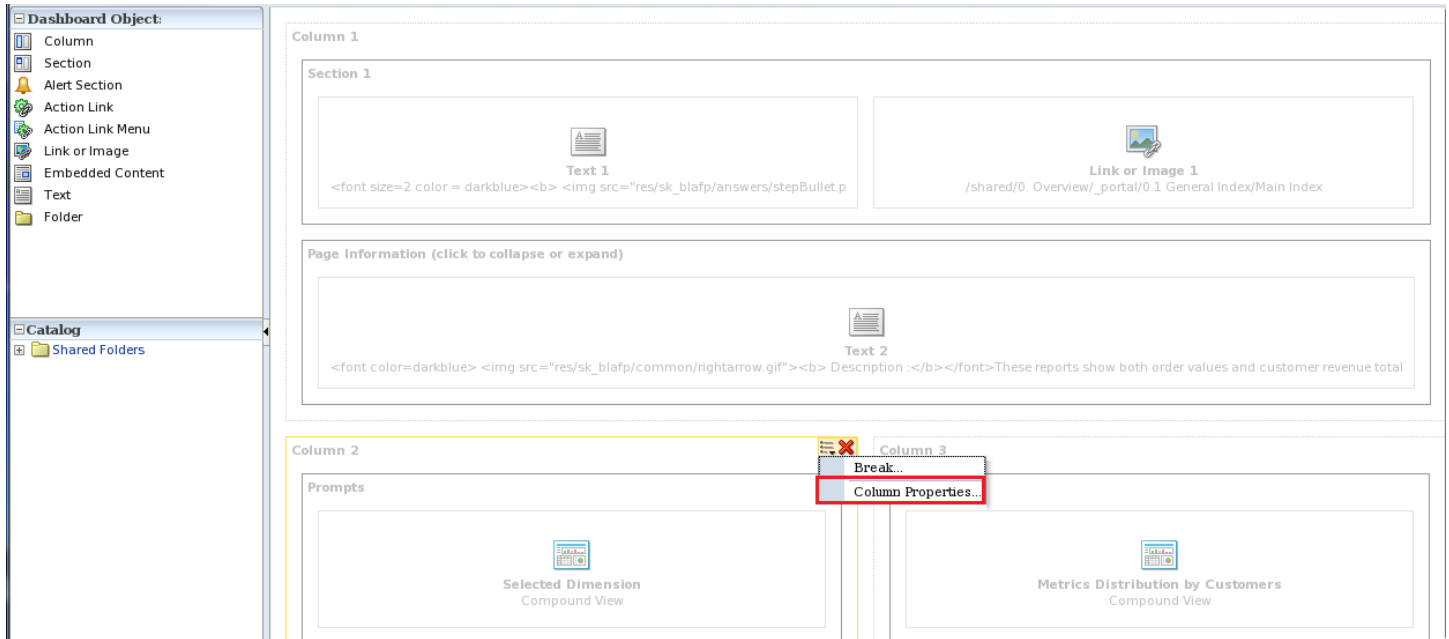 Dashboard Object:
Column
Section
Alert Section
Action Link
Action Link Menu
Link or Image
Embedded Content
Text
Folder
Catalog
Shared Folders
Column 1
Section 1
Text 1
<font size=2 color = darkblue><b> <img src="res/sk_blafp/answers/stepBullet.p
Link or Image 1
/shared/0. Overview/_portal/0.1 General Index/Main Index
Page Information (click to collapse or expand)
Text 2
<font color=darkblue> <img src="res/sk_blafp/common/rightarrow.gif"><b> Description :</b></font>These reports show both order values and customer revenue total
Column 2
Break...
Column Properties...
Prompts
Selected Dimension
Compound View
Column 3
Metrics Distribution by Customers
Compound View